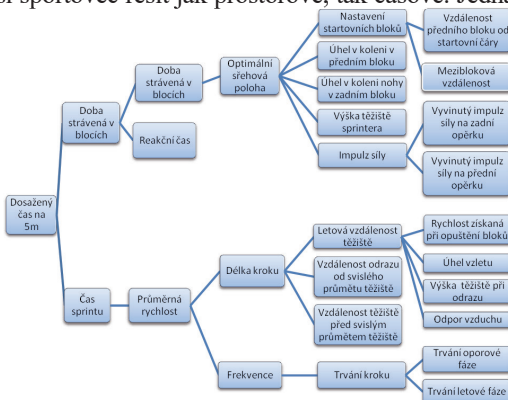 si sportovec řešit jak prostorově, tak časově. Jedná
Nastavení
startovních bloků
Vzdálenost
předního bloku od
startovní čáry
Mezibloková
vzdálenost
Úhel v koleni v
předním bloku
Úhel v koleni nohy
v zadním bloku
Výška těžiště
sprintera
Impulz síly
Vyvinutý impulz
síly na zadní
opěrku
Vyvinutý impulz
síly na přední
opěrku
Optimální
střehová
poloha
Doba
strávená v
blocích
Doba
strávená v
blocích
Reakční čas
Dosažený
čas na
5m
Čas
sprintu
Průměrná
rychlost
Délka kroku
Letová vzdálenost
těžiště
Vzdálenost odrazu
od svislého
průmětu těžiště
Vzdálenost těžiště
před svislým
průmětem těžiště
Rychlost získaná
při opuštění bloků
Úhel vzletu
Výška těžiště při
odrazu
Odpor vzduchu
Frekvence
Trvání kroku
Trvání oporové
fáze
Trvání letové fáze